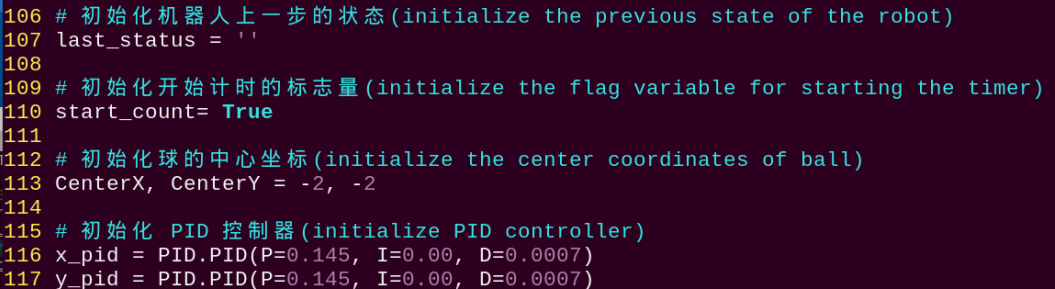 106 # 初始化机器人上一步的状态(initialize the previous state of the robot)
107 last_status = ''
108
109 # 初始化开始计时的标志量(initialize the flag variable for starting the timer)
110 start_count= True
111
112 # 初始化球的中心坐标(initialize the center coordinates of ball)
113 CenterX, CenterY = -2, -2
114
115 # 初始化 PID 控制器(initialize PID controller)
116 x_pid = PID.PID(P=0.145, I=0.00, D=0.0007)
117 y_pid = PID.PID(P=0.145, I=0.00, D=0.0007)